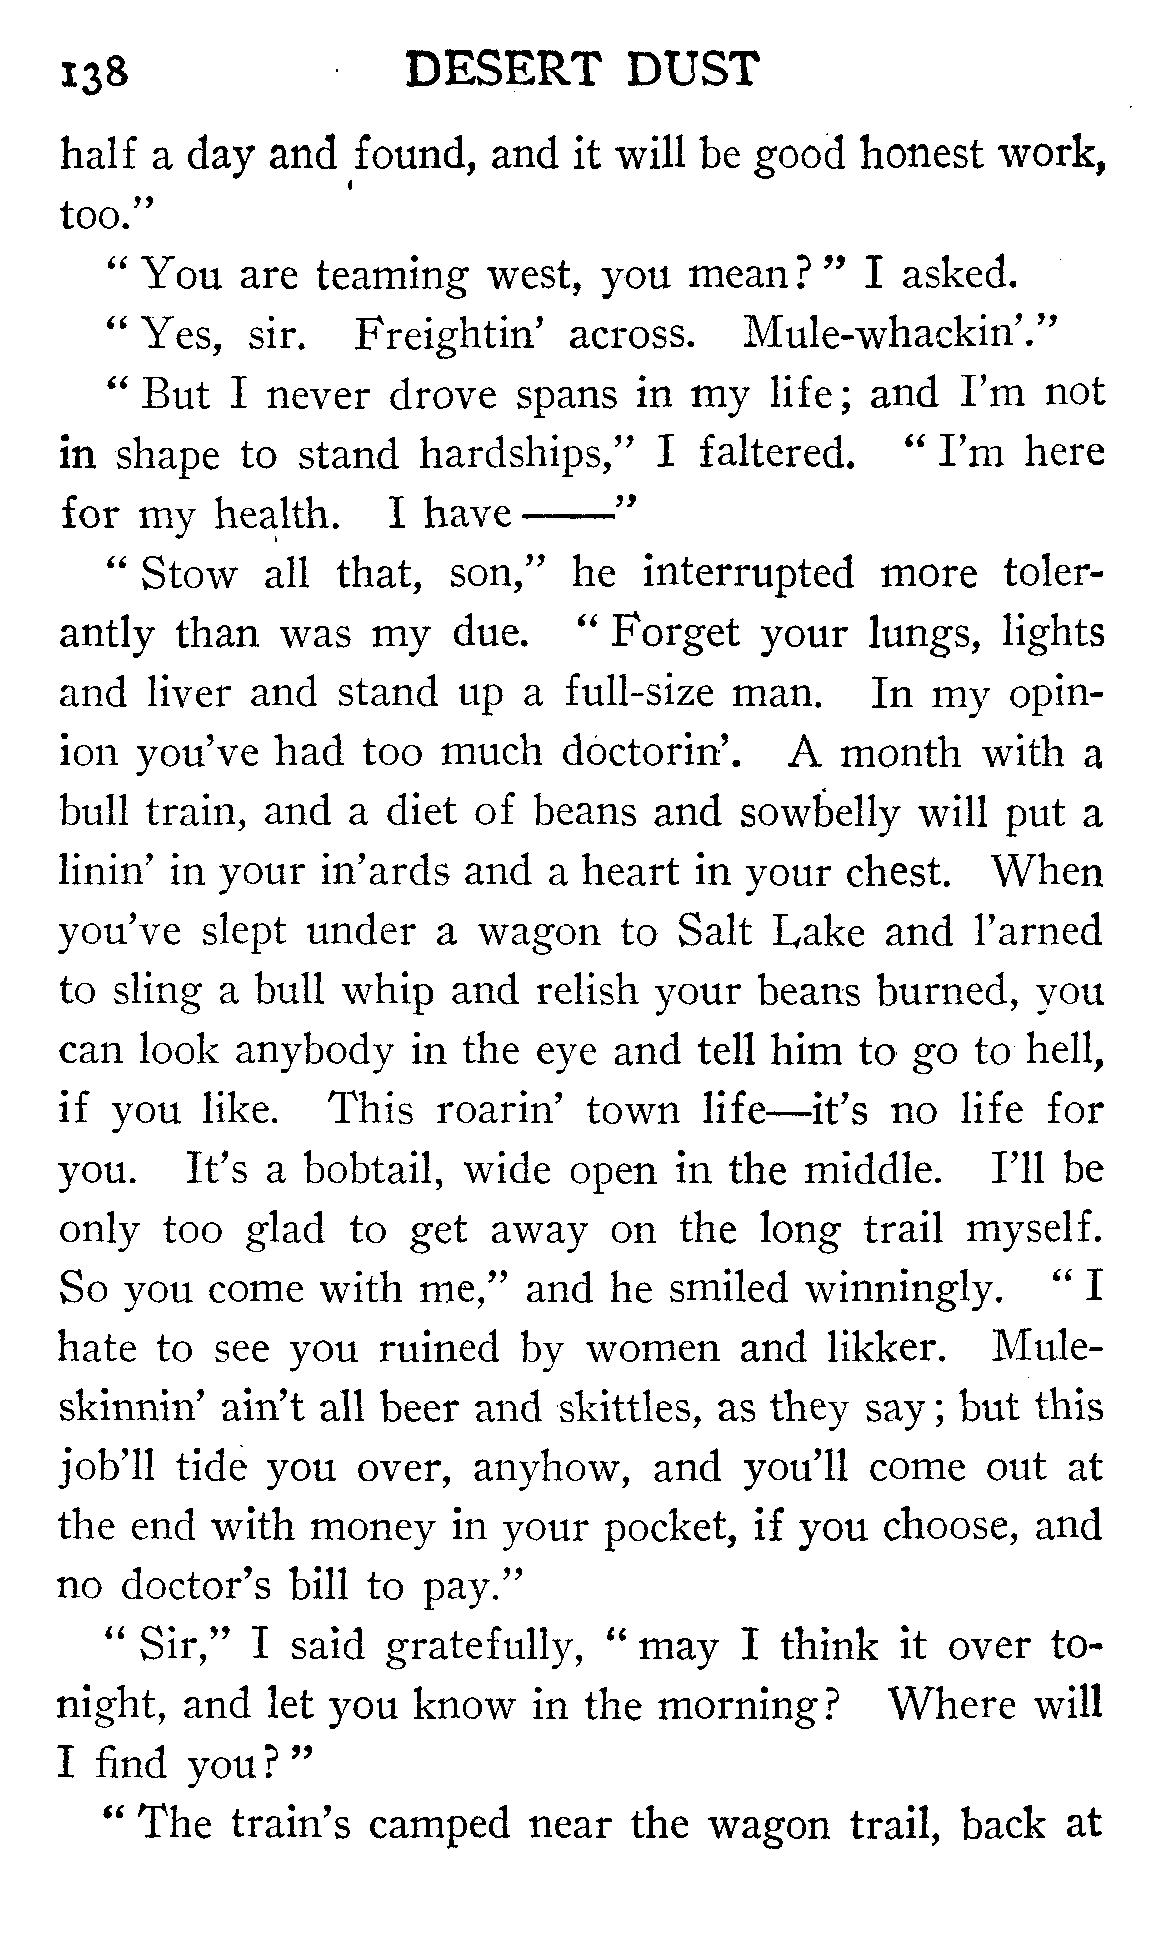 138 DESERT DUST
half a day and found, and it will be good honest work,
too.”
“ You are teaming west, you mean? ” I asked.
“ Yes, sir. Freightin’ across. Mule-whackin’.”
“ But I never drove spans in my life; and I’m not
in shape to stand hardships,” I faltered. “ I’m here
for my health. I have ——”
“ Stow all that, son,” he interrupted more toler-
antly than was my due. “ Forget your lungs, lights
and liver and stand up a full-size man. In my opin-
ion you’ve had too much doctorin’. A month with a
bull train, and a diet of beans and sowbelly will put a
linin’ in your in’ards and a heart in your chest. When
you’ve slept under a wagon to Salt Lake and l’arned
to sling a bull whip and relish your beans burned, you
can look anybody in the eye and tell him to go to hell,
if you like. This roarin’ town life—it’s no life for
you. It’s a bobtail, wide open in the middle. I’ll be
only too glad to get away on the long trail myself.
So you come with me,” and he smiled winningly. “ I
hate to see you ruined by women and likker. Mule-
skinnin’ ain’t all beer and skittles, as they say; but this
job’ll tide you over, anyhow, and you’ll come out at
the end with money in your pocket, if you choose, and
no doctor’s bill to pay.”
“ Sir,” I said gratefully, “ may I think it over to-
night, and let you know in the morning? Where will
I find you? ”
“ The train’s camped near the wagon trail, back at